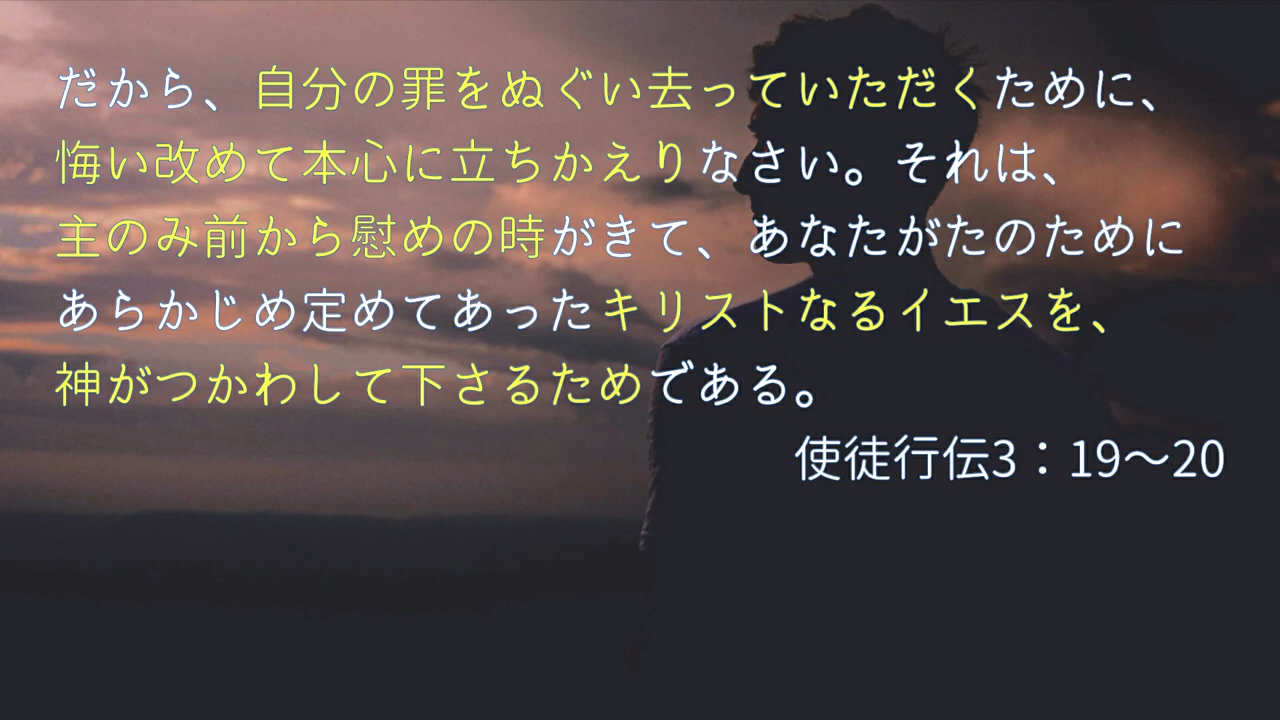 だから、自分の罪をぬぐい去っていただくために、
悔い改めて本心に立ちかえりなさい。それは、
主のみ前から慰めの時がきて、あなたがたのために
あらかじめ定めてあったキリストなるイエスを、
神がつかわして下さるためである。
使徒行伝3：19〜20